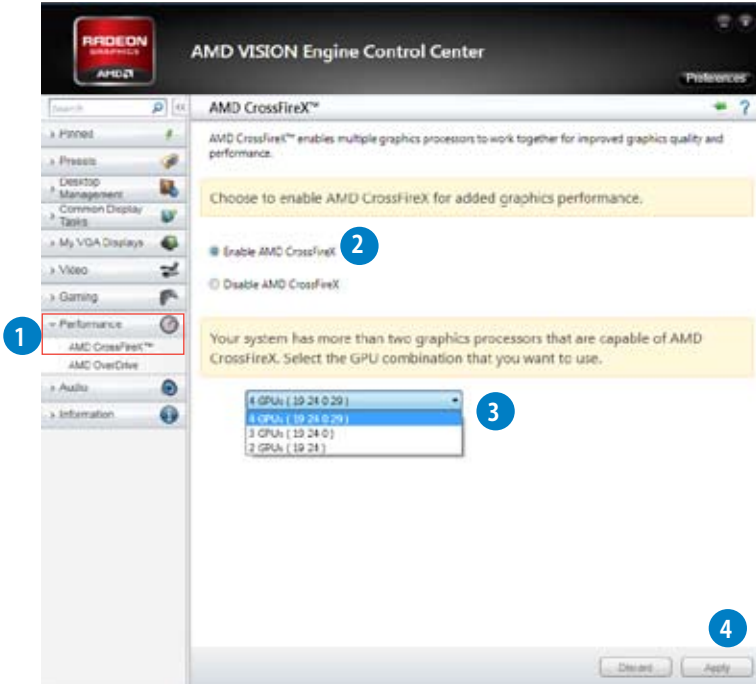 RADEON
GRAPHICS
AMD
AMD VISION Engine Control Center
Preferences
Search
<<
AMD CrossFireX™
?
Pinned
Presets
Desktop
Management
Common Display
Tasks
My VGA Displays
Video
Gaming
Performance
AMD CrossFireX™
AMD OverDrive
Audio
Information
AMD CrossFireX™ enables multiple graphics processors to work together for improved graphics quality and
performance.
Choose to enable AMD CrossFireX for added graphics performance.
Enable AMD CrossFireX
2
Disable AMD CrossFireX
1
Your system has more than two graphics processors that are capable of AMD
CrossFireX. Select the GPU combination that you want to use.
4 GPUs ( 19 24 0 29 )
4 GPUs ( 19 24 0 29 )
3 GPUs ( 19 24 0 )
2 GPUs ( 19 24 )
3
4
Discard
Apply